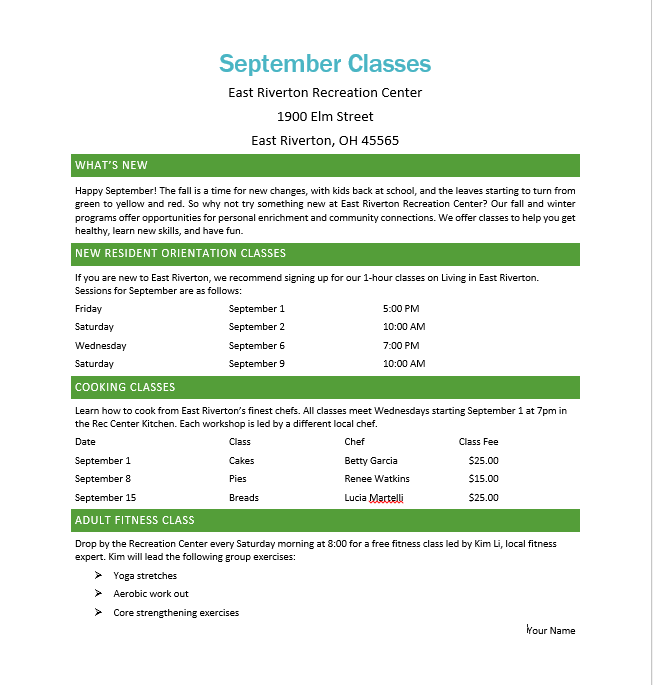 September Classes
East Riverton Recreation Center
1900 Elm Street
East Riverton, OH 45565
WHAT'S NEW
Happy September! The fall is a time for new changes, with kids back at school, and the leaves starting to turn from
green to yellow and red. So why not try something new at East Riverton Recreation Center? Our fall and winter
programs offer opportunities for personal enrichment and community connections. We offer classes to help you get
healthy, learn new skills, and have fun.
NEW RESIDENT ORIENTATION CLASSES
If you are new to East Riverton, we recommend signing up for our 1-hour classes on Living in East Riverton.
Sessions for September are as follows:
Friday September 1 5:00 PM
Saturday September 2 10:00 AM
Wednesday September 6 7:00 PM
Saturday September 9 10:00 AM
COOKING CLASSES
Learn how to cook from East Riverton's finest chefs. All classes meet Wednesdays starting September 1 at 7pm in
the Rec Center Kitchen. Each workshop is led by a different local chef.
Date Class Chef Class Fee
September 1 Cakes Betty Garcia $25.00
September 8 Pies Renee Watkins $15.00
September 15 Breads Lucia Martelli $25.00
ADULT FITNESS CLASS
Drop by the Recreation Center every Saturday morning at 8:00 for a free fitness class led by Kim Li, local fitness
expert. Kim will lead the following group exercises:
Yoga stretches
Aerobic work out
Core strengthening exercises
Your Name